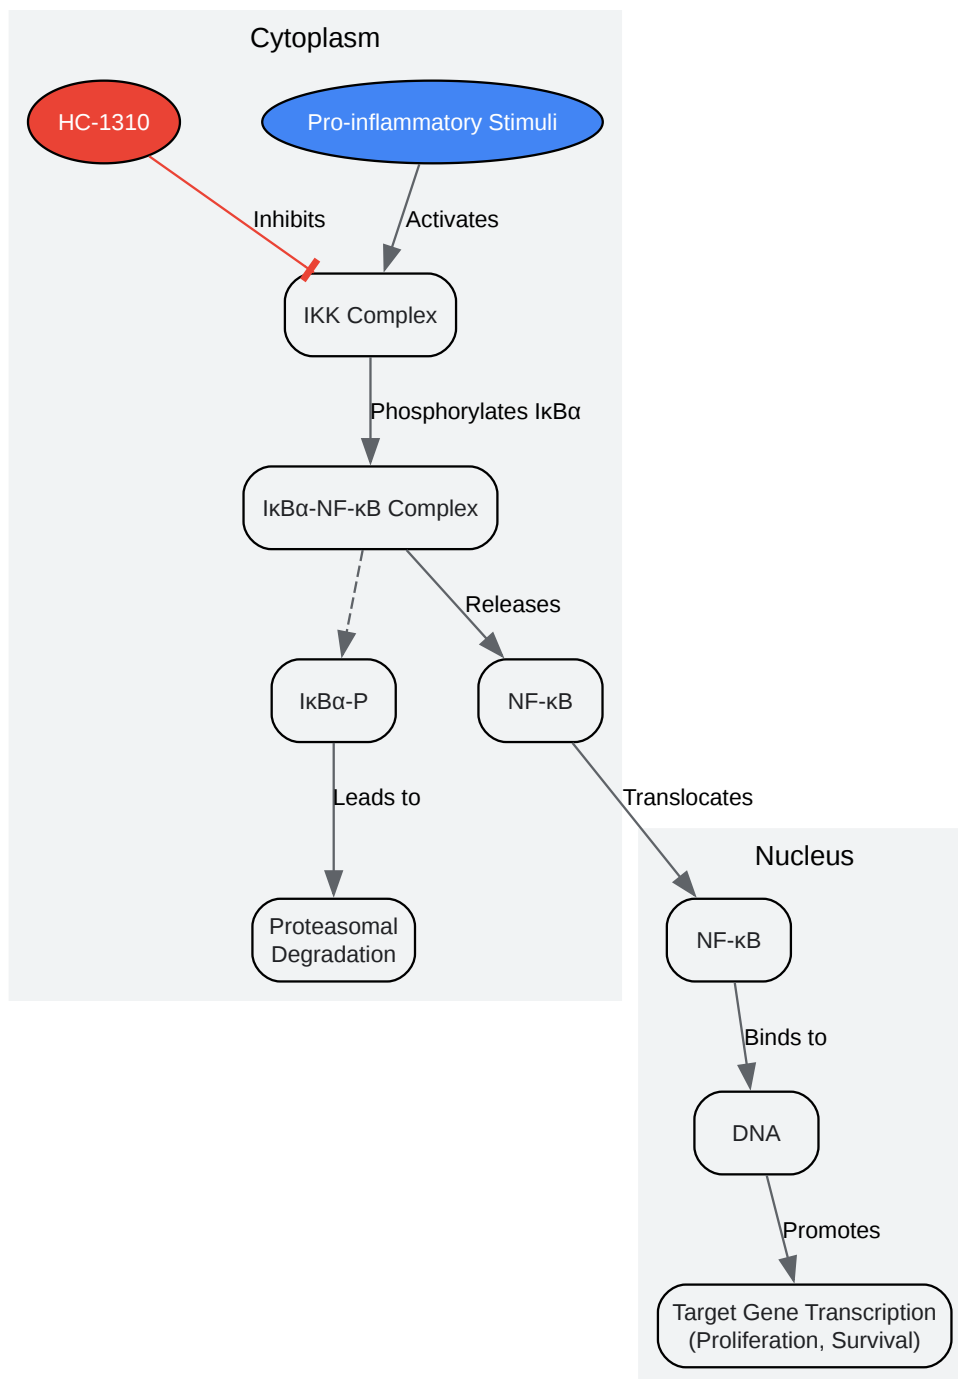 Cytoplasm
HC-1310
Pro-inflammatory Stimuli
Inhibits
Activates
IKK Complex
Phosphorylates IκBα
IκBα-NF-κB Complex
Releases
IκBα-P
NF-κB
Leads to
Translocates
Nucleus
Proteasomal
Degradation
NF-κB
Binds to
DNA
Promotes
Target Gene Transcription
(Proliferation, Survival)